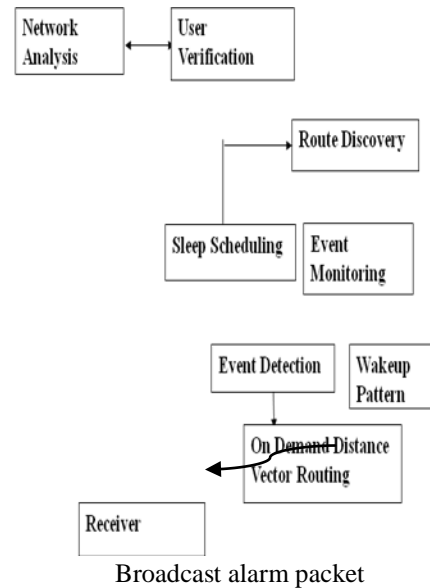 Network
Analysis
User
Verification
Route Discovery
Sleep Scheduling
Event
Monitoring
Event Detection
Wakeup
Pattern
On Demand Distance
Vector Routing
Receiver
Broadcast alarm packet